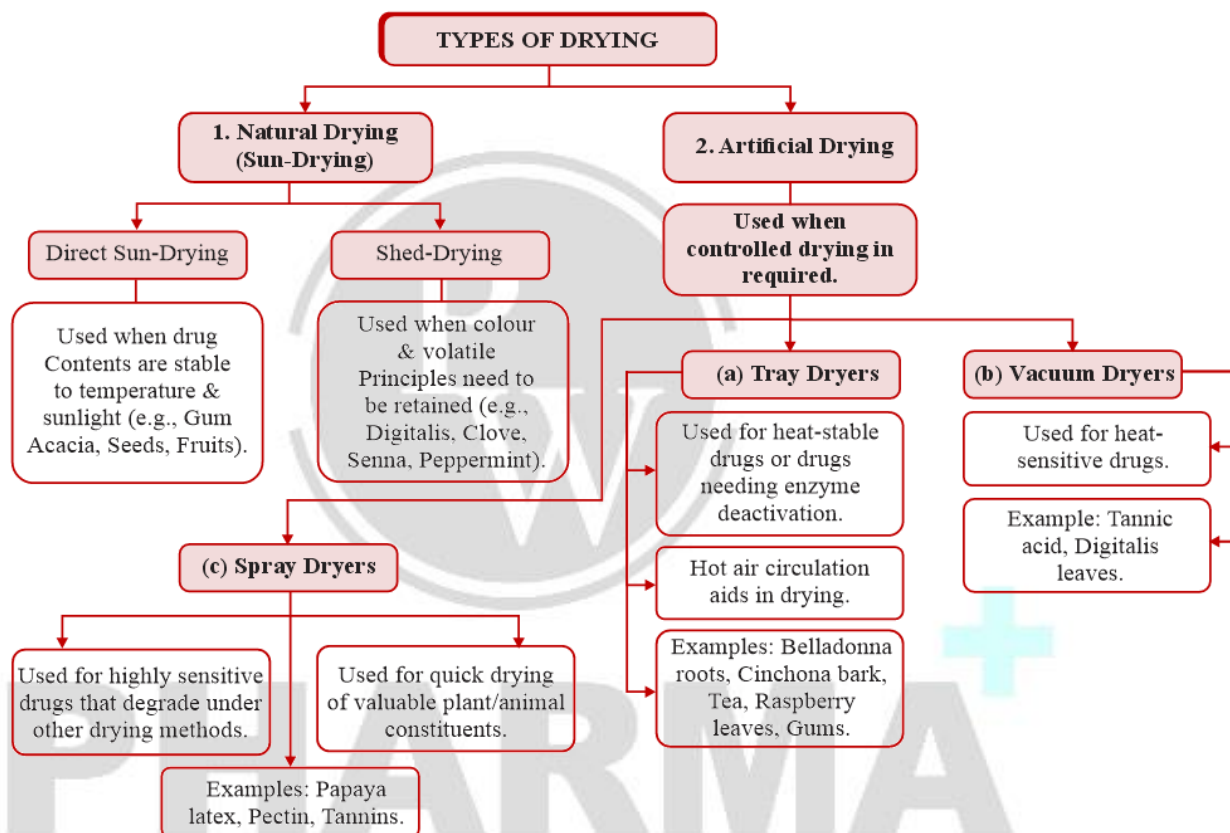 TYPES OF DRYING
1. Natural Drying
(Sun-Drying)
2. Artificial Drying
Direct Sun-Drying
Shed-Drying
Used when
controlled drying in
required.
Used when drug
Contents are stable
to temperature &
sunlight (e.g., Gum
Acacia, Seeds, Fruits).
Used when colour
& volatile
Principles need to
be retained (e.g.,
Digitalis, Clove,
Senna, Peppermint).
(a) Tray Dryers
Used for heat-stable
drugs or drugs
needing enzyme
deactivation.
Hot air circulation
aids in drying.
Examples: Belladonna
roots, Cinchona bark,
Tea, Raspberry
leaves, Gums.
(b) Vacuum Dryers
Used for heat-
sensitive drugs.
Example: Tannic
acid, Digitalis
leaves.
(c) Spray Dryers
Used for highly sensitive
drugs that degrade under
other drying methods.
Used for quick drying
of valuable plant/animal
constituents.
Examples: Papaya
latex, Pectin, Tannins.
PW
PHARMA